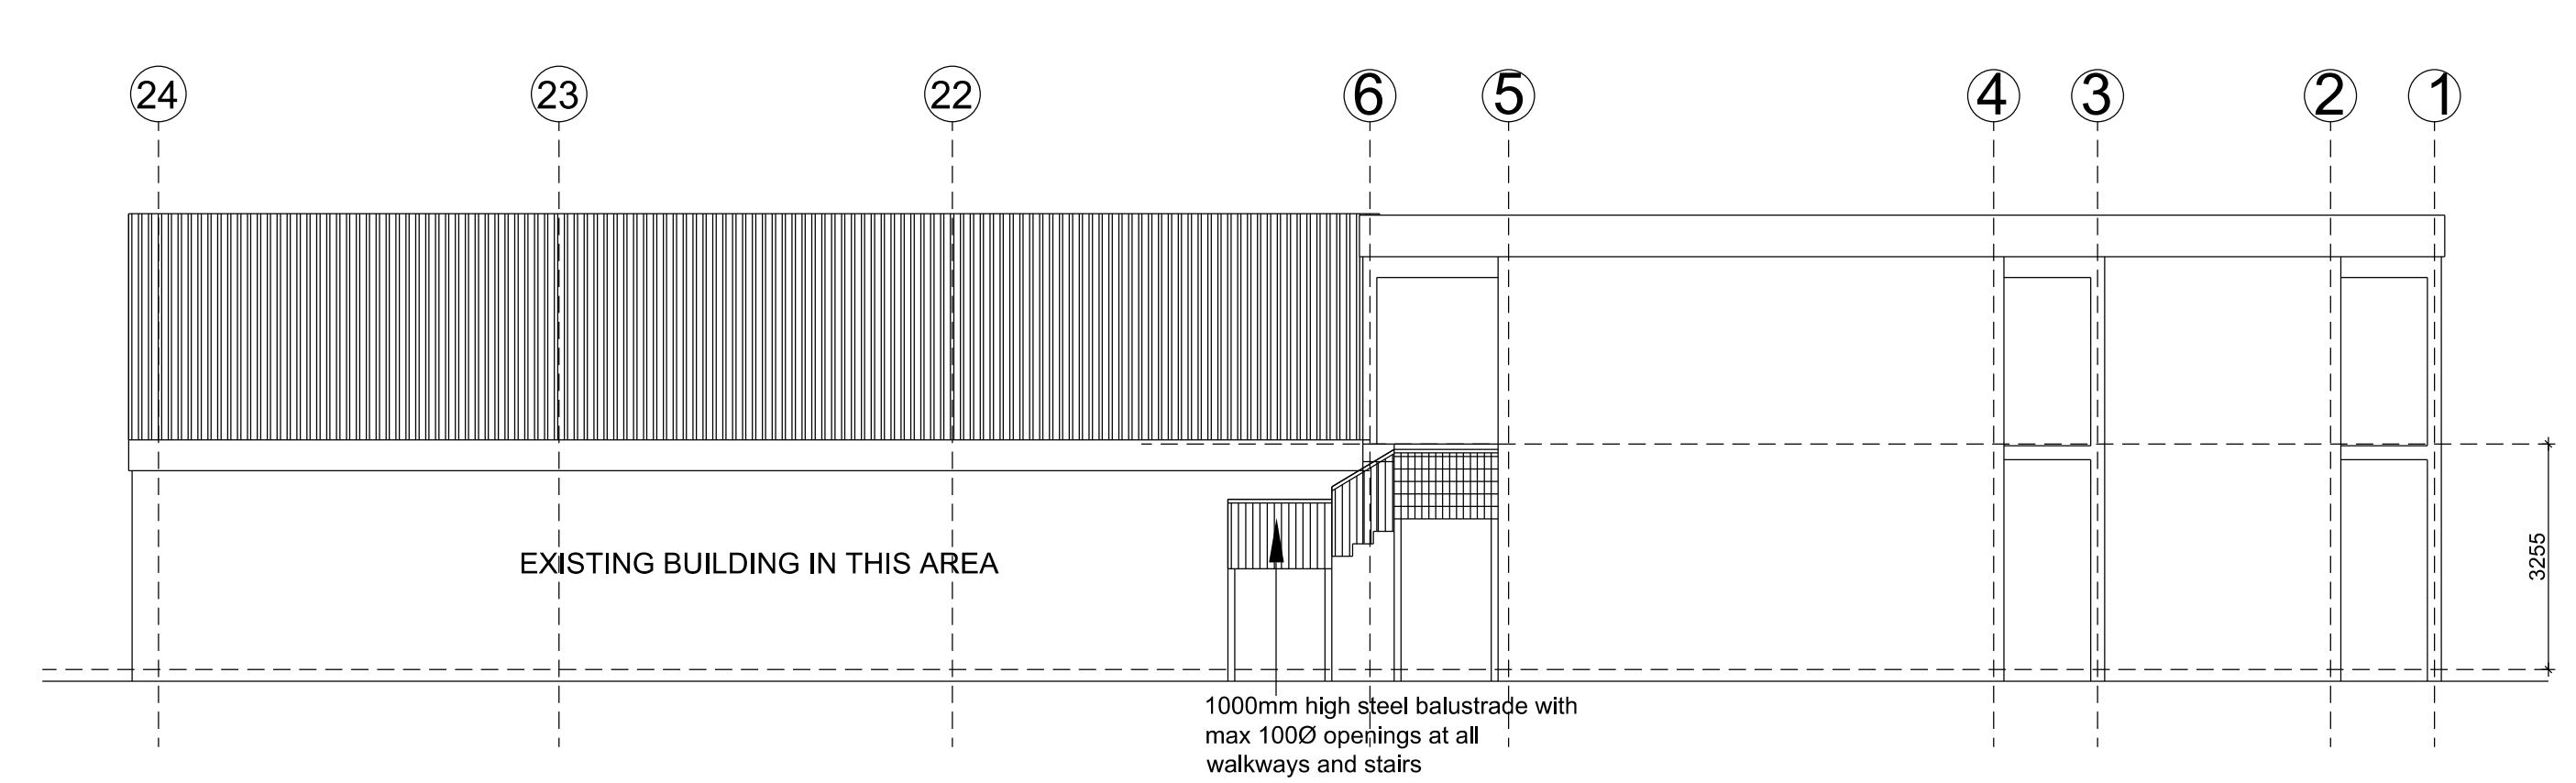 24
23
22
6
5
4
3
2
1
EXISTING BUILDING IN THIS AREA
3255
1000mm high steel balustrade with
max 100Ø openings at all
walkways and stairs